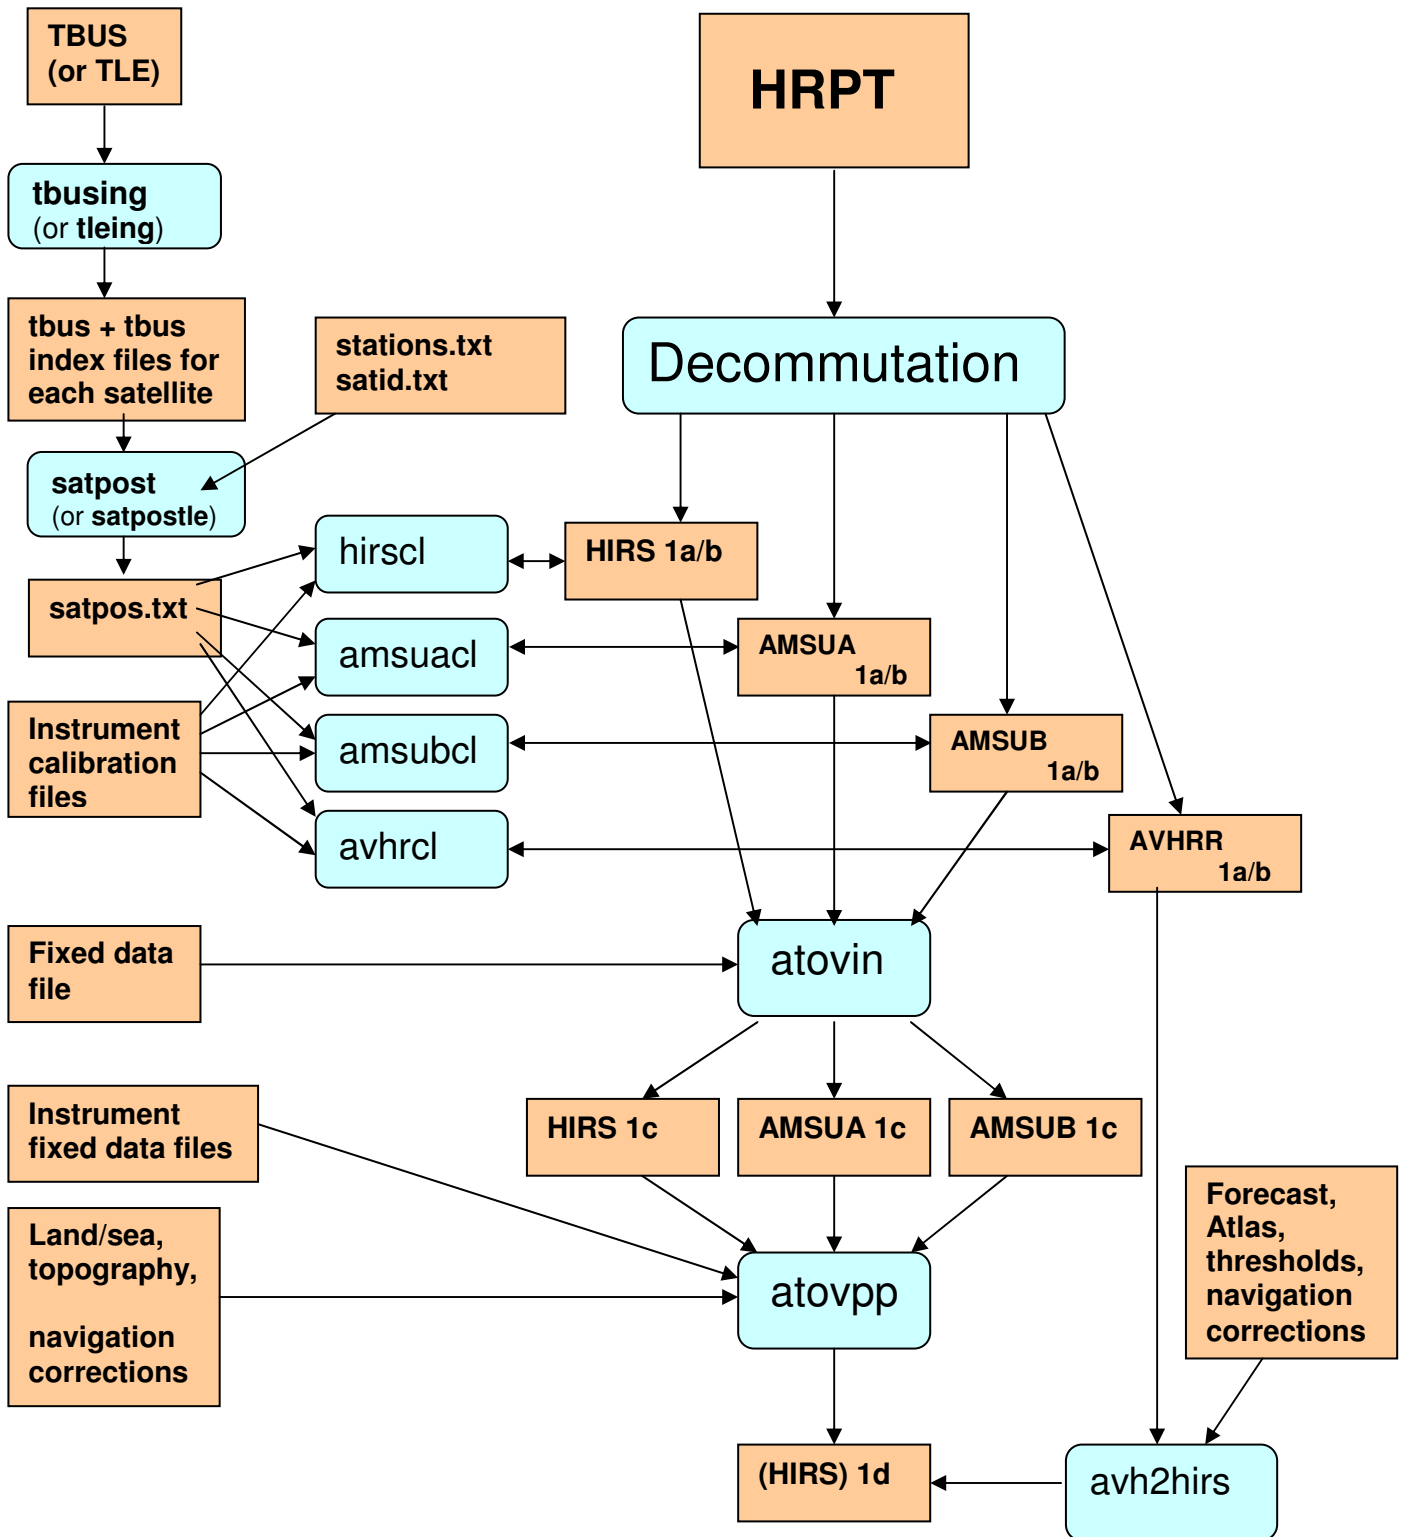 TBUS
(or TLE)
HRPT
tbusing
(or tleing)
tbus + tbus
index files for
each satellite
stations.txt
satid.txt
Decommutation
satpost
(or satpostle)
hirscl
HIRS 1a/b
satpos.txt
amsuacl
AMSUA
1a/b
Instrument
calibration
files
amsubcl
AMSUB
1a/b
avhrcl
AVHRR
1a/b
Fixed data
file
atovin
Instrument
fixed data files
HIRS 1c
AMSUA 1c
AMSUB 1c
Land/sea,
topography,
navigation
corrections
atovpp
Forecast,
Atlas,
thresholds,
navigation
corrections
(HIRS) 1d
avh2hirs